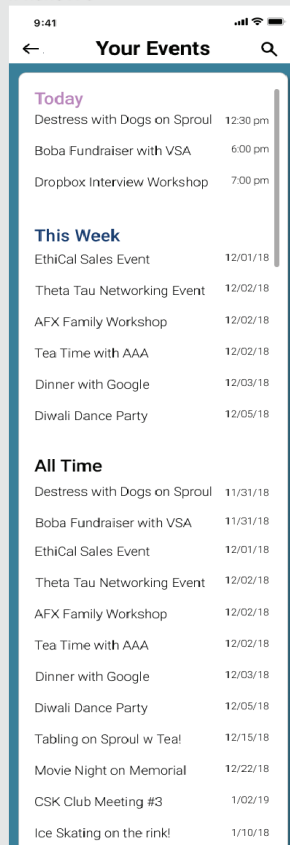 9:41
Your Events
Today
Destress with Dogs on Sproul 12:30 pm
Boba Fundraiser with VSA 6:00 pm
Dropbox Interview Workshop 7:00 pm
This Week
EthiCal Sales Event 12/01/18
Theta Tau Networking Event 12/02/18
AFX Family Workshop 12/02/18
Tea Time with AAA 12/02/18
Dinner with Google 12/03/18
Diwali Dance Party 12/05/18
All Time
Destress with Dogs on Sproul 11/31/18
Boba Fundraiser with VSA 11/31/18
EthiCal Sales Event 12/01/18
Theta Tau Networking Event 12/02/18
AFX Family Workshop 12/02/18
Tea Time with AAA 12/02/18
Dinner with Google 12/03/18
Diwali Dance Party 12/05/18
Tabling on Sproul w Tea! 12/15/18
Movie Night on Memorial 12/22/18
CSK Club Meeting #3 1/02/19
Ice Skating on the rink! 1/10/18